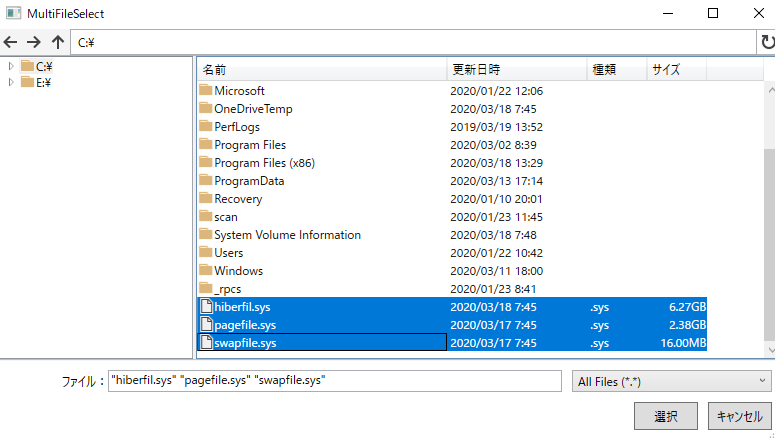 MultiFileSelect
C:¥
C:¥
E:¥
名前 更新日時 種類 サイズ
Microsoft 2020/01/22 12:06
OneDriveTemp 2020/03/18 7:45
PerfLogs 2019/03/19 13:52
Program Files 2020/03/02 8:39
Program Files (x86) 2020/03/18 13:29
ProgramData 2020/03/13 17:14
Recovery 2020/01/10 20:01
scan 2020/01/23 11:45
System Volume Information 2020/03/18 7:48
Users 2020/01/22 10:42
Windows 2020/03/11 18:00
_rpcs 2020/01/23 8:41
hiberfil.sys 2020/03/18 7:45 .sys 6.27GB
pagefile.sys 2020/03/17 7:45 .sys 2.38GB
swapfile.sys 2020/03/17 7:45 .sys 16.00MB
ファイル： "hiberfil.sys" "pagefile.sys" "swapfile.sys" All Files (*.*)
選択 キャンセル